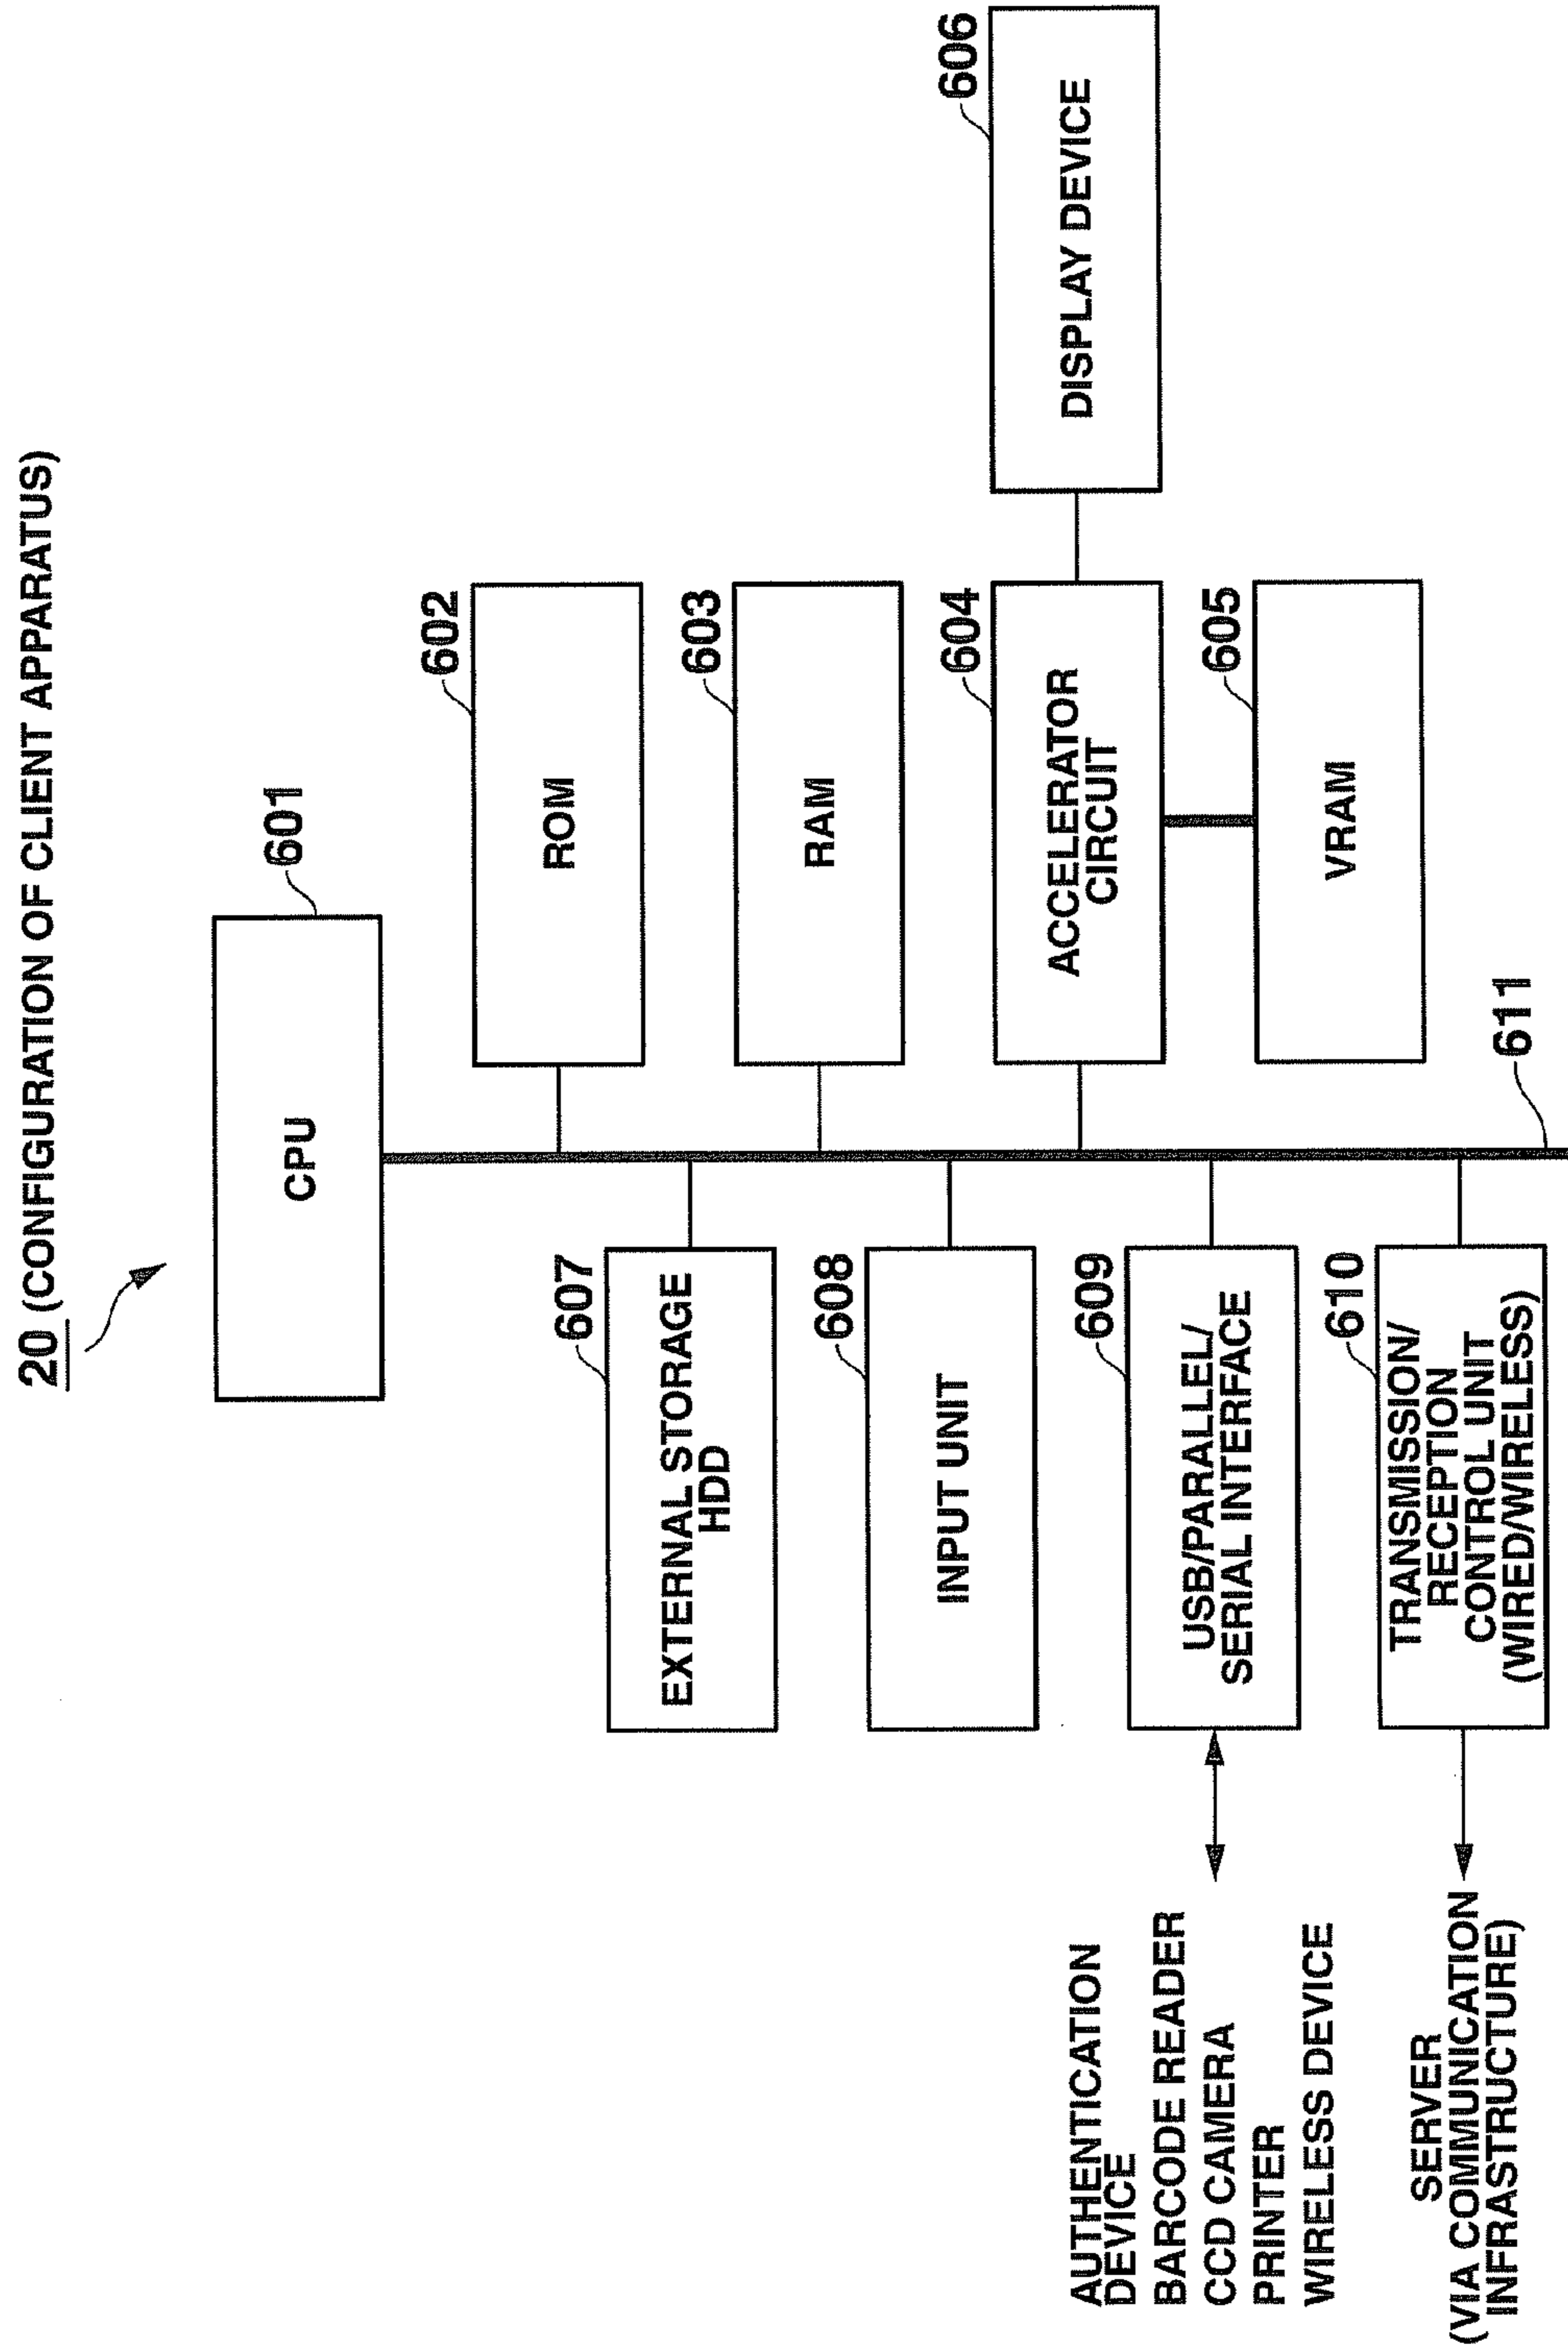 20 (CONFIGURATION OF CLIENT APPARATUS)
601
CPU
602
ROM
603
RAM
604
ACCELERATOR
CIRCUIT
605
VRAM
606
DISPLAY DEVICE
607
EXTERNAL STORAGE
HDD
608
INPUT UNIT
609
USB/PARALLEL/
SERIAL INTERFACE
610
TRANSMISSION/
RECEPTION
CONTROL UNIT
(WIRED/WIRELESS)
611
AUTHENTICATION
DEVICE
BARCODE READER
CCD CAMERA
PRINTER
WIRELESS DEVICE
SERVER
(VIA COMMUNICATION
INFRASTRUCTURE)